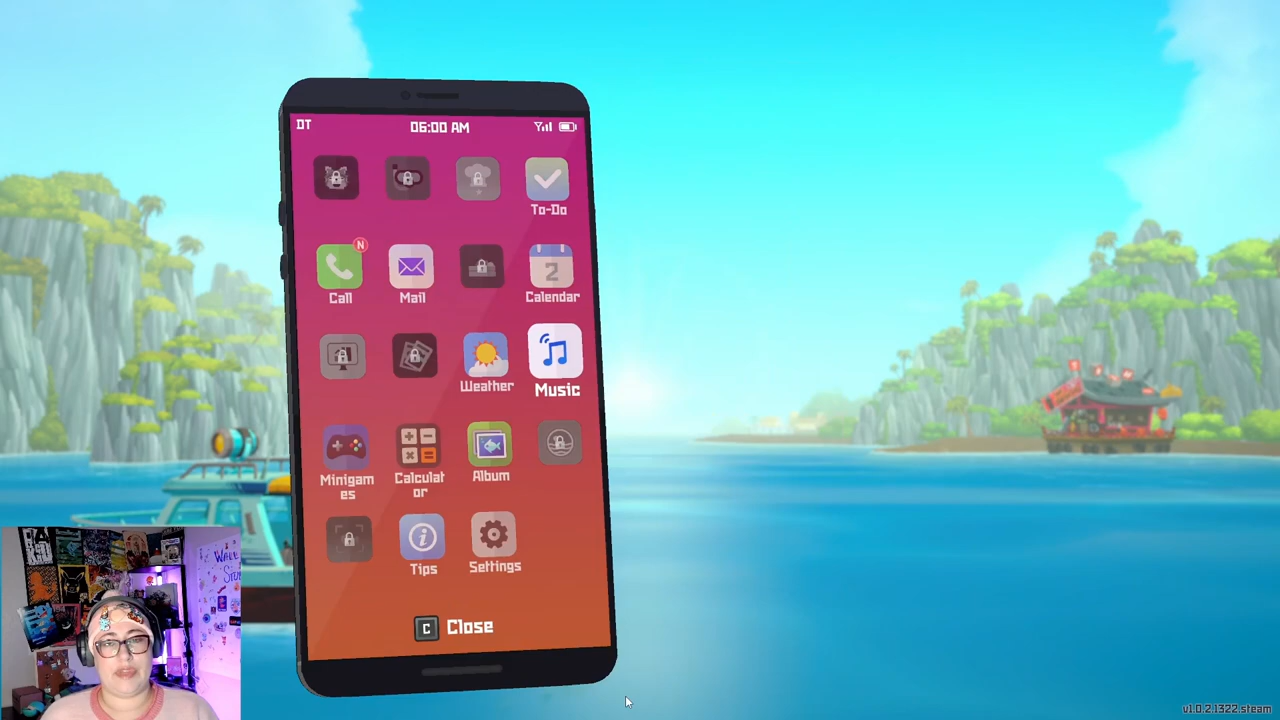 DT
06:00 AM
To-Do
N
Call
Mail
2
Calendar
Weather
Music
Minigam
es
Calculat
or
Album
Tips
Settings
C Close
v1.0.2.1322.steam